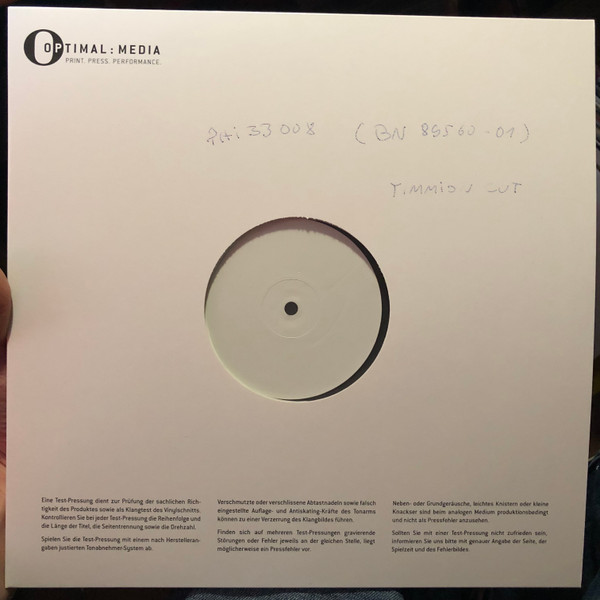 OPTIMAL : MEDIA
PRINT. PRESS. PERFORMANCE.
PHI 33 008 (BN 89560-01)
CUT
Eine Test-Pressung dient zur Prüfung der sachlichen Rich-
tigkeit des Produktes sowie als Klangtest des Vinylschnitts.
Kontrollieren Sie bei jeder Test-Pressung die Reihenfolge und
die Länge der Titel, die Seitentrennung sowie die Drehzahl.
Spielen Sie die Test-Pressung mit einem nach Herstelleran-
gaben justierten Tonabnehmer-System ab.
Verschmutzte oder verschlissene Abtastnadeln sowie falsch
eingestellte Auflage- und Antiskating-Kräfte des Tonarms
können zu einer Verzerrung des Klangbildes führen.
Finden sich auf mehreren Test-Pressungen gravierende
Störungen oder Fehler jeweils an der gleichen Stelle, liegt
möglicherweise ein Pressfehler vor.
Neben- oder Grundgeräusche, leichtes Knistern oder kleine
Knackser sind beim analogen Medium produktionsbedingt
und nicht als Pressfehler anzusehen.
Sollten Sie mit einer Test-Pressung nicht zufrieden sein,
informieren Sie uns bitte mit genauer Angabe der Seite, der
Spielzeit und des Fehlerbildes.